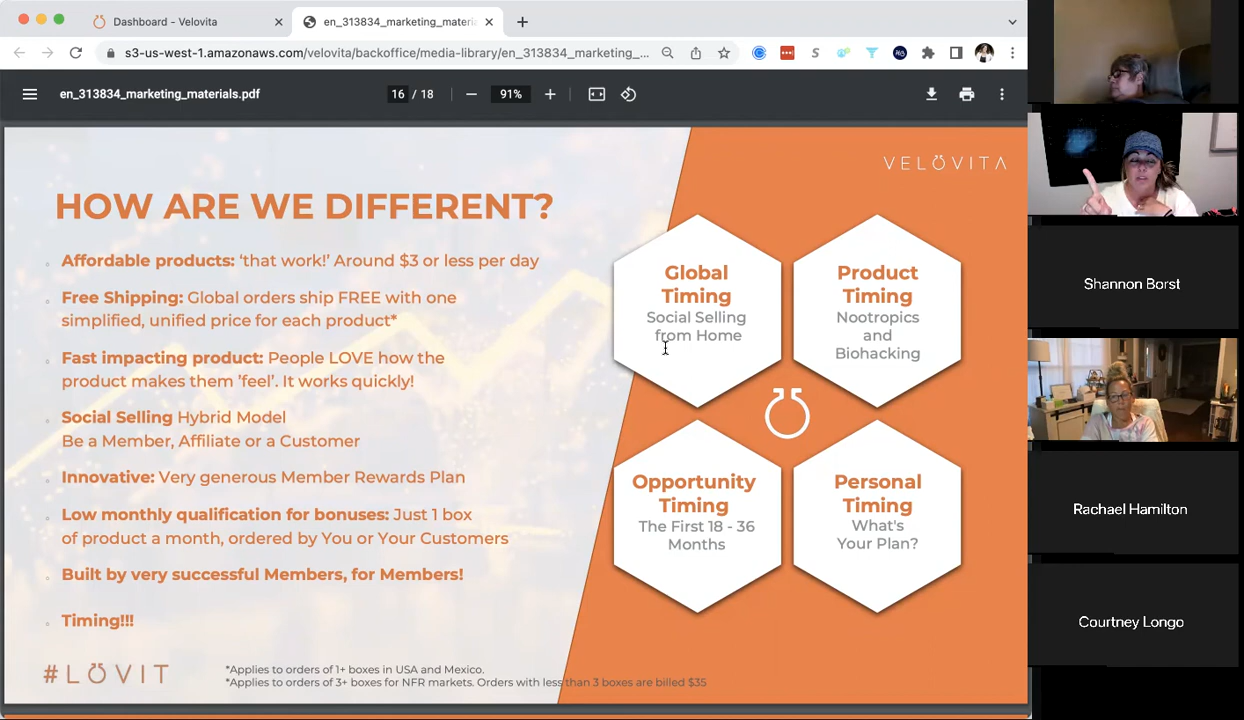 Dashboard - Velovita
en_313834_marketing_materia
s3-us-west-1.amazonaws.com/velovita/backoffice/media-library/en_313834_marketing_...
en_313834_marketing_materials.pdf
16 / 18
91%
VELOVITA
HOW ARE WE DIFFERENT?
Affordable products: ‘that work!’ Around $3 or less per day
Free Shipping: Global orders ship FREE with one
simplified, unified price for each product*
Fast impacting product: People LOVE how the
product makes them 'feel'. It works quickly!
Social Selling Hybrid Model
Be a Member, Affiliate or a Customer
Innovative: Very generous Member Rewards Plan
Low monthly qualification for bonuses: Just 1 box
of product a month, ordered by You or Your Customers
Built by very successful Members, for Members!
Timing!!!
#LOVIT
*Applies to orders of 1+ boxes in USA and Mexico.
*Applies to orders of 3+ boxes for NFR markets. Orders with less than 3 boxes are billed $35
Global
Timing
Social Selling
from Home
Product
Timing
Nootropics
and
Biohacking
Opportunity
Timing
The First 18 - 36
Months
Personal
Timing
What's
Your Plan?
Shannon Borst
Rachael Hamilton
Courtney Longo